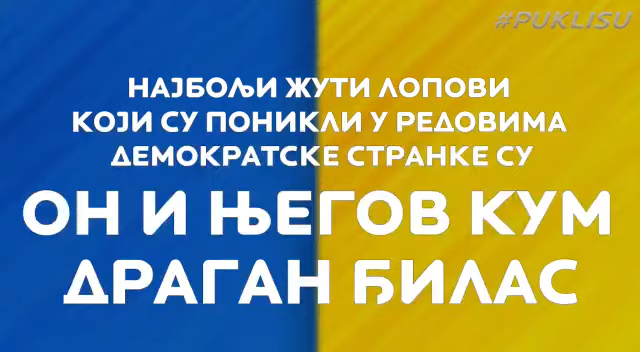 #PUKLISU
НАЈБОЉИ ЖУТИ ЛОПОВИ
КОЈИ СУ ПОНИКЛИ У РЕДОВИМА
ДЕМОКРАТСКЕ СТРАНКЕ СУ
ОН И ЊЕГОВ КУМ
ДРАГАН ЂИЛАС